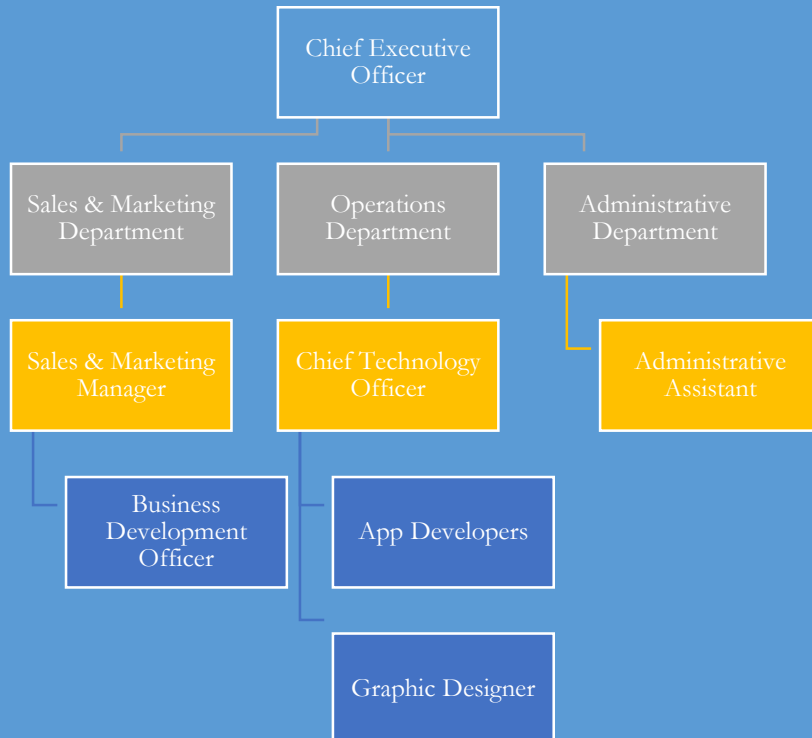 Chief Executive
Officer
Sales & Marketing
Department
Operations
Department
Administrative
Department
Sales & Marketing
Manager
Chief Technology
Officer
Administrative
Assistant
Business
Development
Officer
App Developers
Graphic Designer